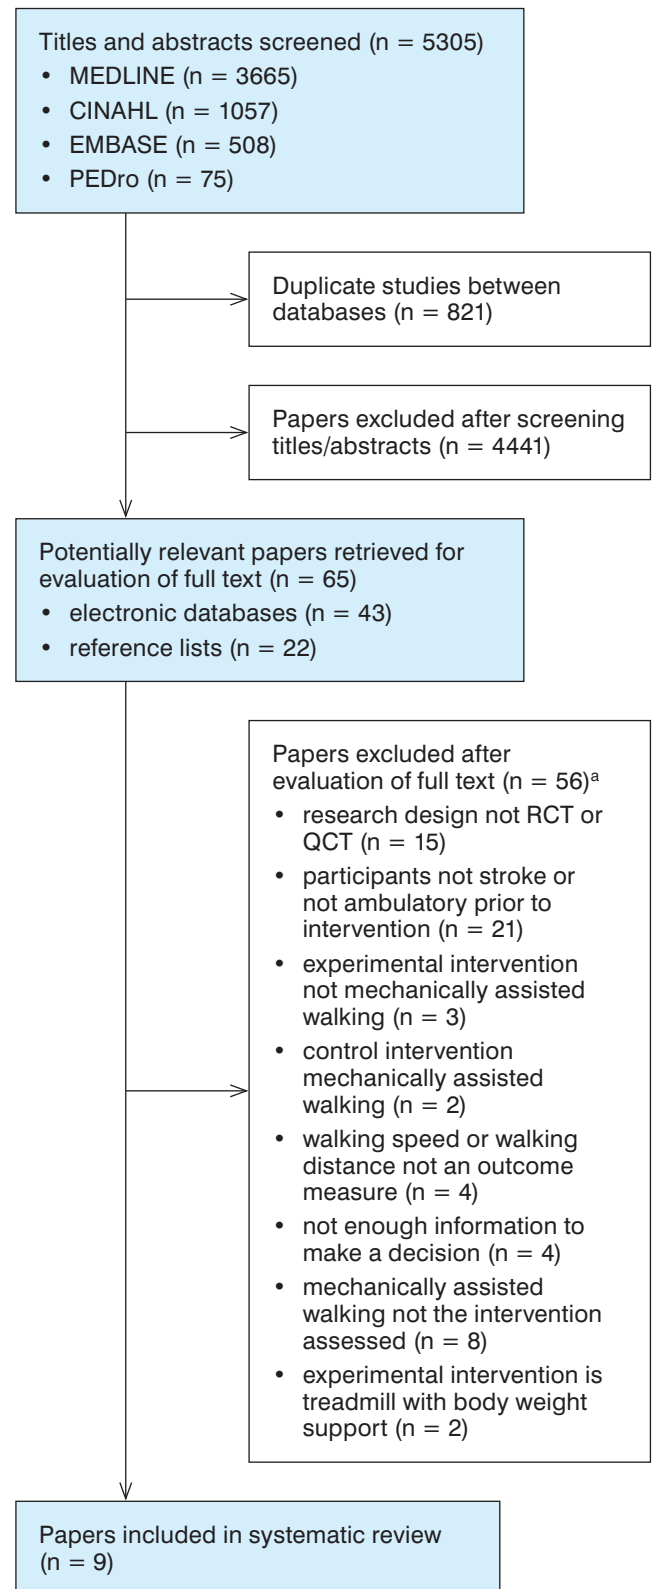 Titles and abstracts screened (n = 5305)
• MEDLINE (n = 3665)
• CINAHL (n = 1057)
• EMBASE (n = 508)
• PEDro (n = 75)
Duplicate studies between
databases (n = 821)
Papers excluded after screening
titles/abstracts (n = 4441)
Potentially relevant papers retrieved for
evaluation of full text (n = 65)
• electronic databases (n = 43)
• reference lists (n = 22)
Papers excluded after
evaluation of full text (n = 56)ᵃ
• research design not RCT or
QCT (n = 15)
• participants not stroke or
not ambulatory prior to
intervention (n = 21)
• experimental intervention
not mechanically assisted
walking (n = 3)
• control intervention
mechanically assisted
walking (n = 2)
• walking speed or walking
distance not an outcome
measure (n = 4)
• not enough information to
make a decision (n = 4)
• mechanically assisted
walking not the intervention
assessed (n = 8)
• experimental intervention is
treadmill with body weight
support (n = 2)
Papers included in systematic review
(n = 9)